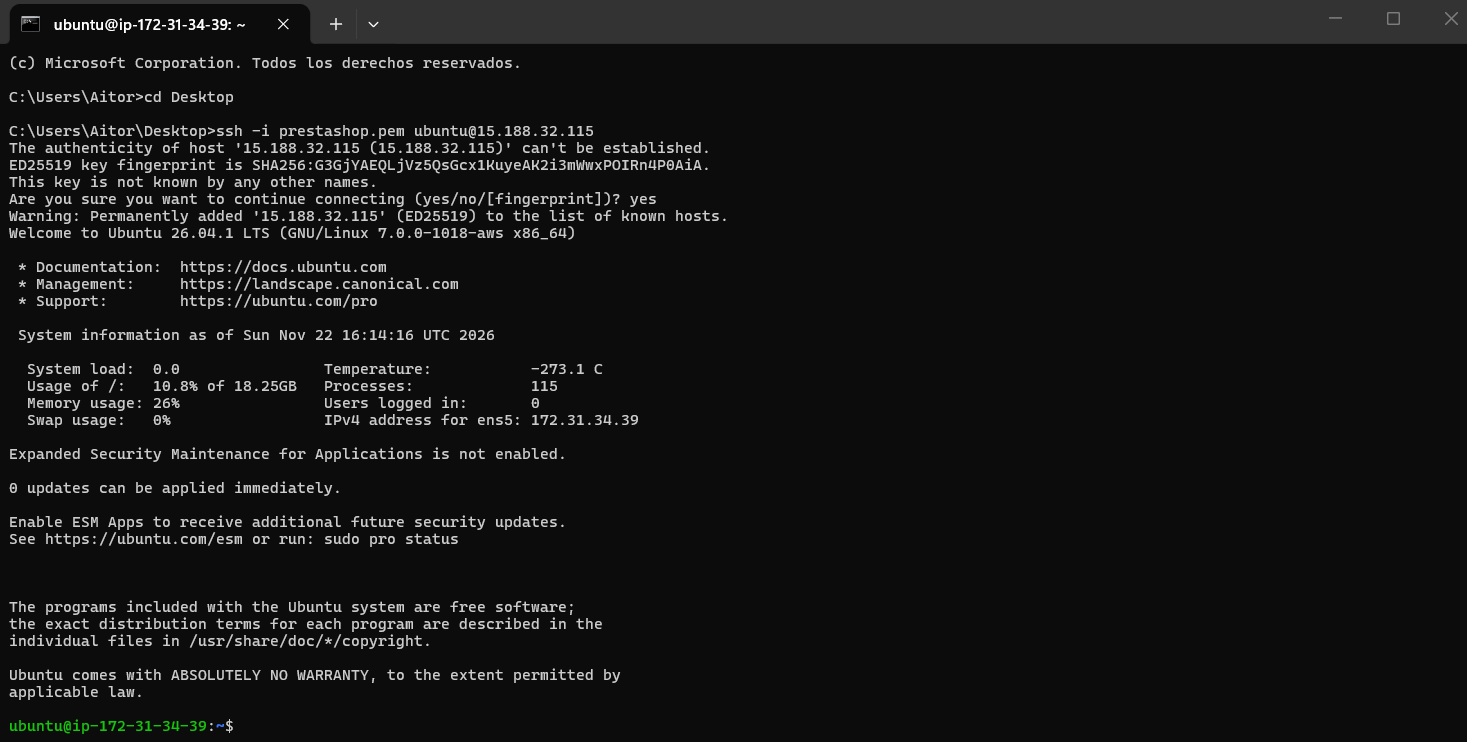 ubuntu@ip-172-31-34-39: ~
(c) Microsoft Corporation. Todos los derechos reservados.
C:\Users\Aitor>cd Desktop
C:\Users\Aitor\Desktop>ssh -i prestashop.pem ubuntu@15.188.32.115
The authenticity of host '15.188.32.115 (15.188.32.115)' can't be established.
ED25519 key fingerprint is SHA256:G3GjYAEQLjVz5QsGcx1KuyeAK2i3mWwxPOIRn4P0AiA.
This key is not known by any other names.
Are you sure you want to continue connecting (yes/no/[fingerprint])? yes
Warning: Permanently added '15.188.32.115' (ED25519) to the list of known hosts.
Welcome to Ubuntu 26.04.1 LTS (GNU/Linux 7.0.0-1018-aws x86_64)
* Documentation:  https://docs.ubuntu.com
* Management:     https://landscape.canonical.com
* Support:        https://ubuntu.com/pro
System information as of Sun Nov 22 16:14:16 UTC 2026
System load:  0.0                Temperature:           -273.1 C
Usage of /:   10.8% of 18.25GB   Processes:             115
Memory usage: 26%                Users logged in:       0
Swap usage:   0%                 IPv4 address for ens5: 172.31.34.39
Expanded Security Maintenance for Applications is not enabled.
0 updates can be applied immediately.
Enable ESM Apps to receive additional future security updates.
See https://ubuntu.com/esm or run: sudo pro status
The programs included with the Ubuntu system are free software;
the exact distribution terms for each program are described in the
individual files in /usr/share/doc/*/copyright.
Ubuntu comes with ABSOLUTELY NO WARRANTY, to the extent permitted by
applicable law.
ubuntu@ip-172-31-34-39:~$